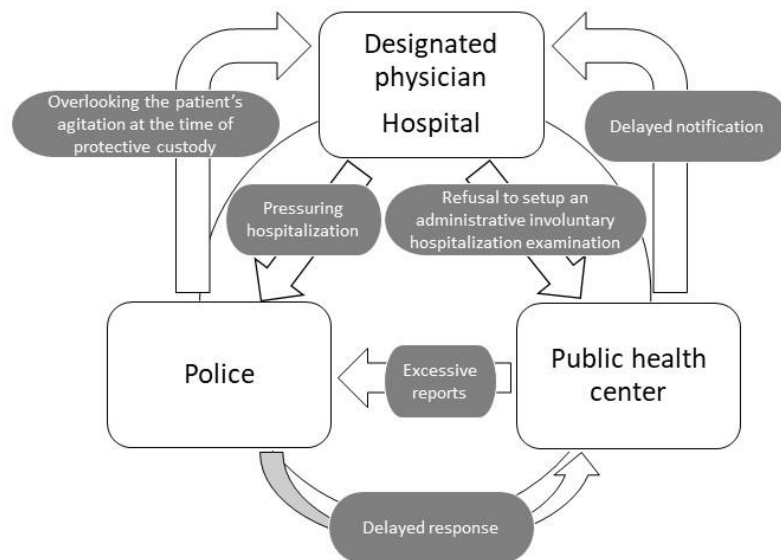 Designated
physician
Hospital
Overlooking the patient's
agitation at the time of
protective custody
Delayed notification
Pressuring
hospitalization
Refusal to setup an
administrative involuntary
hospitalization examination
Police
Excessive
reports
Public health
center
Delayed response